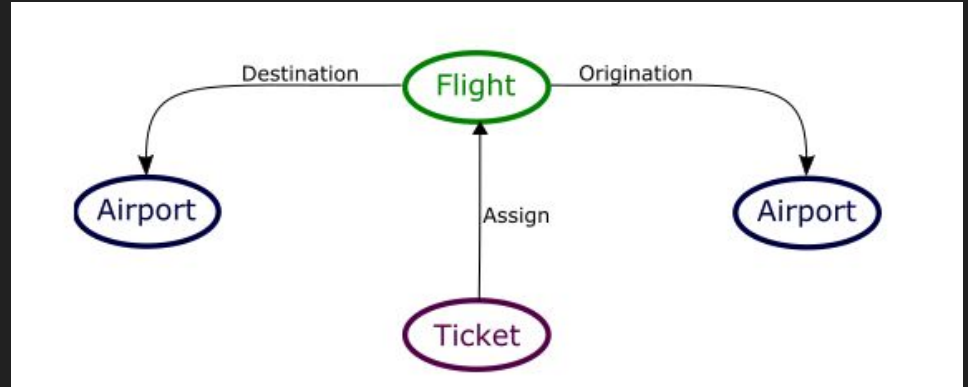 Destination
Flight
Origination
Airport
Airport
Assign
Ticket